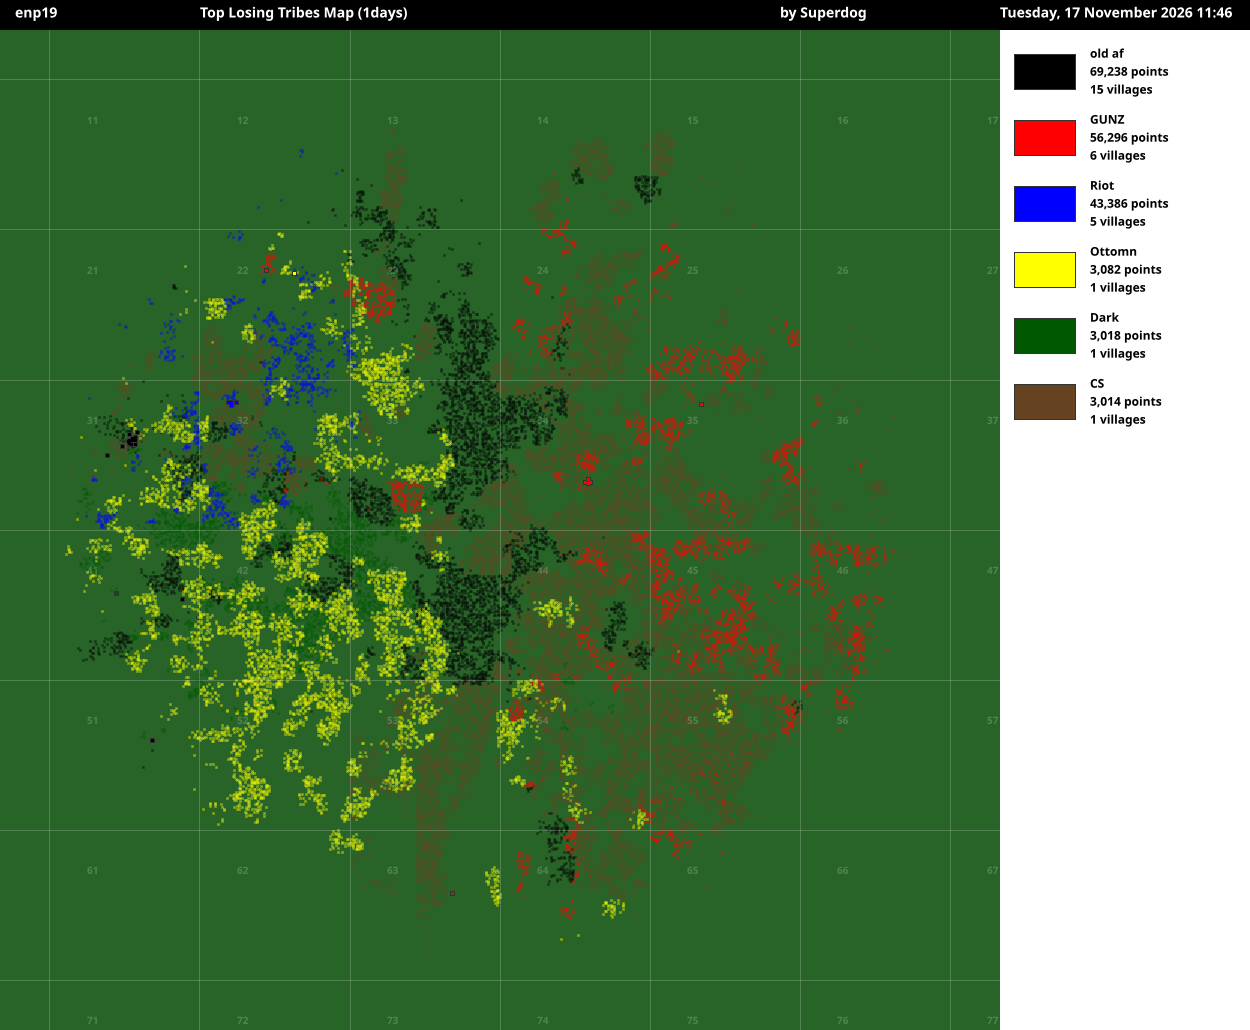 enp19 Top Losing Tribes Map (1days) by Superdog Tuesday, 17 November 2026 11:46
old af
69,238 points
15 villages
GUNZ
56,296 points
6 villages
Riot
43,386 points
5 villages
Ottomn
3,082 points
1 villages
Dark
3,018 points
1 villages
CS
3,014 points
1 villages
11 12 13 14 15 16 17
21 22 23 24 25 26 27
31 32 33 35 36 37
41 42 43 44 45 46 47
51 52 53 54 55 56 57
61 62 63 64 65 66 67
71 72 73 74 75 76 77